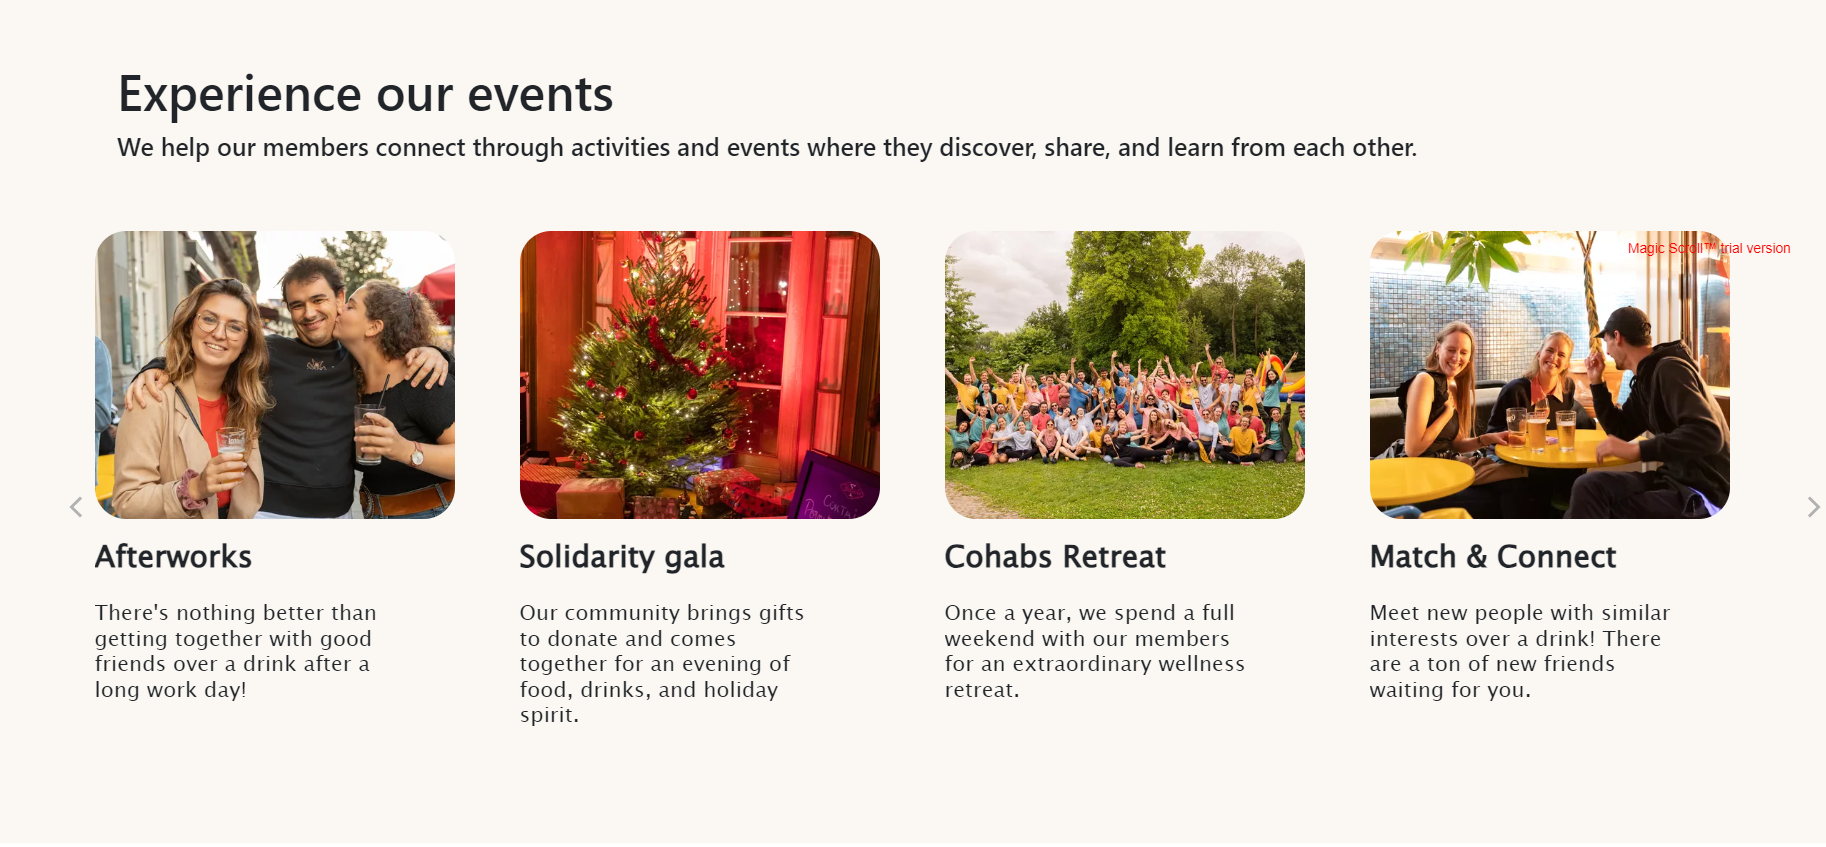 Experience our events
We help our members connect through activities and events where they discover, share, and learn from each other.
Magic Scroll™ trial version
Afterworks
There's nothing better than
getting together with good
friends over a drink after a
long work day!
Solidarity gala
Our community brings gifts
to donate and comes
together for an evening of
food, drinks, and holiday
spirit.
Cohabs Retreat
Once a year, we spend a full
weekend with our members
for an extraordinary wellness
retreat.
Match & Connect
Meet new people with similar
interests over a drink! There
are a ton of new friends
waiting for you.